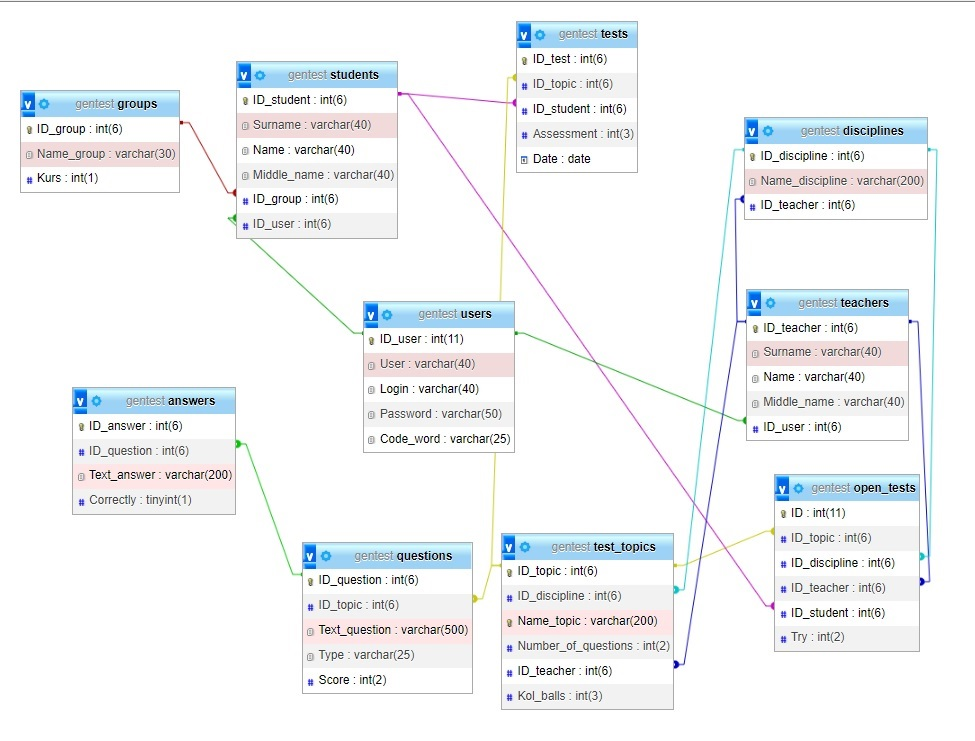 gentest groups
ID_group : int(6)
Name_group : varchar(30)
Kurs : int(1)
gentest students
ID_student : int(6)
Surname : varchar(40)
Name : varchar(40)
Middle_name : varchar(40)
ID_group : int(6)
ID_user : int(6)
gentest tests
ID_test : int(6)
ID_topic : int(6)
ID_student : int(6)
Assessment : int(3)
Date : date
gentest disciplines
ID_discipline : int(6)
Name_discipline : varchar(200)
ID_teacher : int(6)
gentest users
ID_user : int(11)
User : varchar(40)
Login : varchar(40)
Password : varchar(50)
Code_word : varchar(25)
gentest teachers
ID_teacher : int(6)
Surname : varchar(40)
Name : varchar(40)
Middle_name : varchar(40)
ID_user : int(6)
gentest answers
ID_answer : int(6)
ID_question : int(6)
Text_answer : varchar(200)
Correctly : tinyint(1)
gentest questions
ID_question : int(6)
ID_topic : int(6)
Text_question : varchar(500)
Type : varchar(25)
Score : int(2)
gentest test_topics
ID_topic : int(6)
ID_discipline : int(6)
Name_topic : varchar(200)
Number_of_questions : int(2)
ID_teacher : int(6)
Kol_balls : int(3)
gentest open_tests
ID : int(11)
ID_topic : int(6)
ID_discipline : int(6)
ID_teacher : int(6)
ID_student : int(6)
Try : int(2)